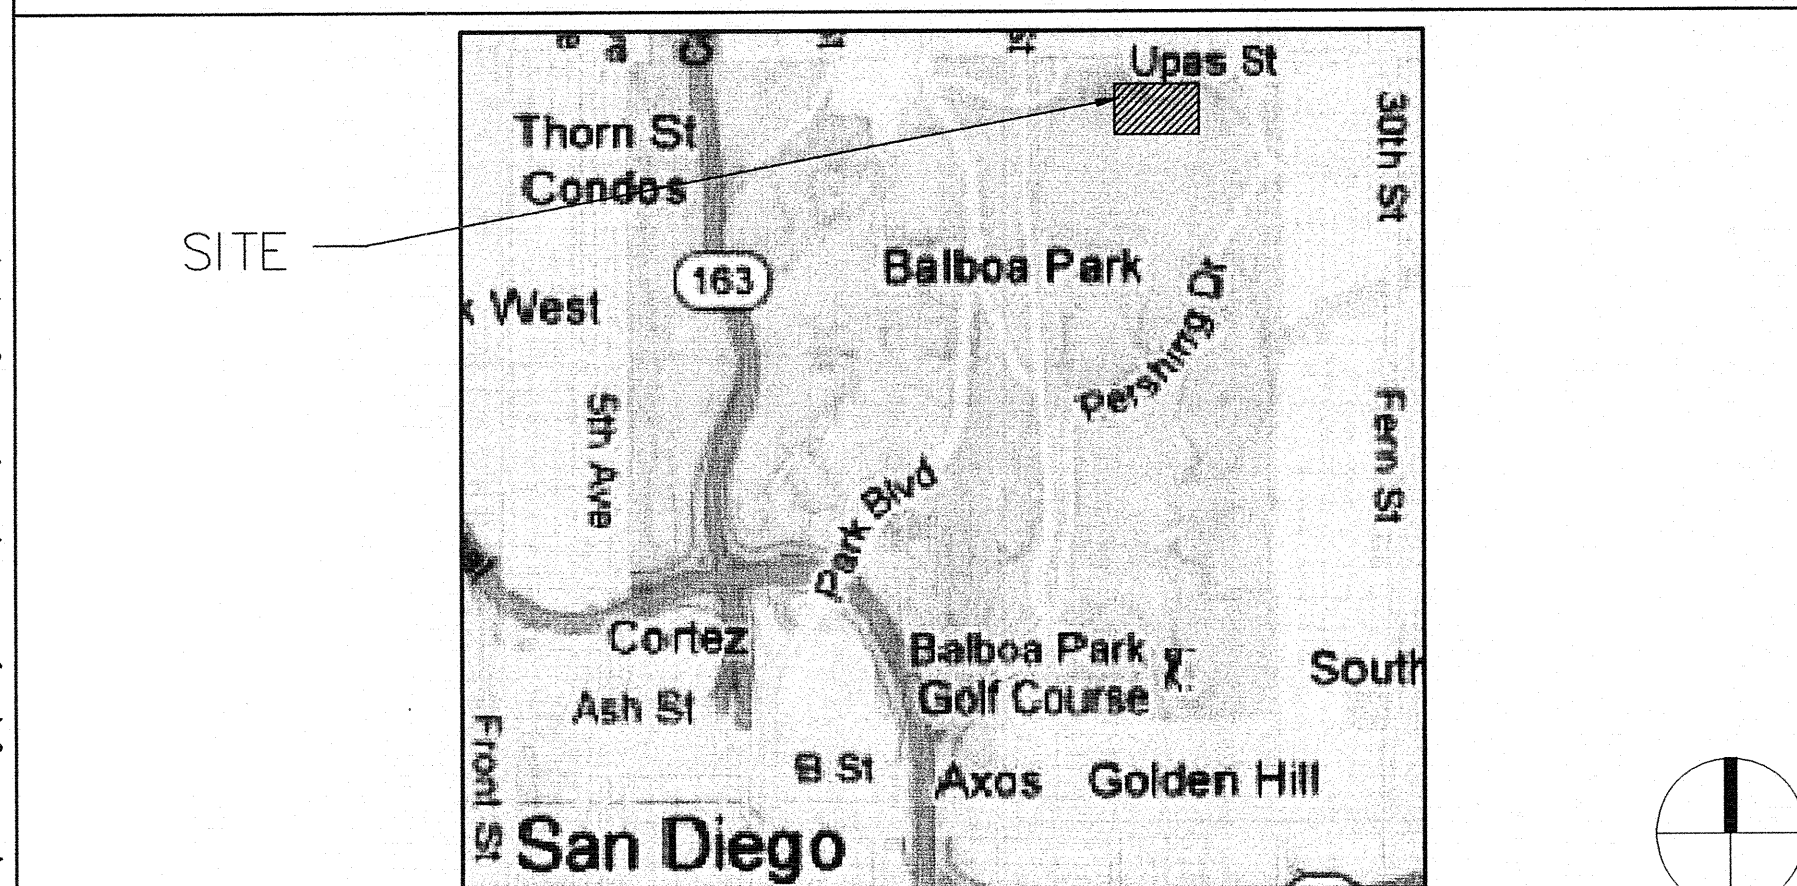 Upas St
Thorn St
Condos
30th St
SITE
163
Balboa Park
West
Pershing Dr
5th Ave
Fern St
Park Blvd
Cortez
Balboa Park
Golf Course
South
Ash St
Front St
B St
Axos
Golden Hill
San Diego